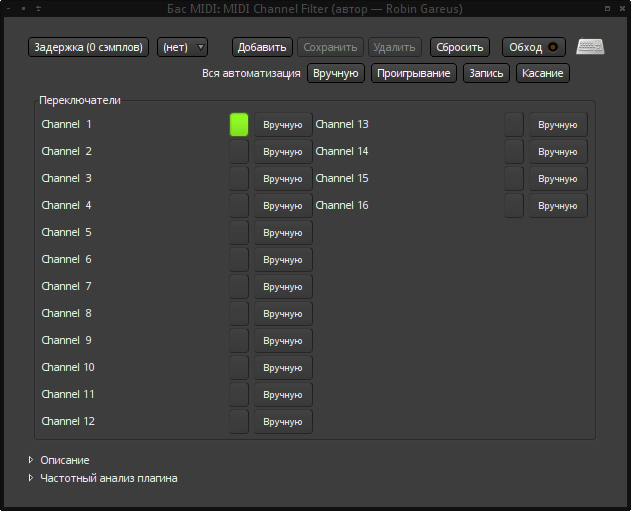 Бас MIDI: MIDI Channel Filter (автор — Robin Gareus)
Задержка (0 сэмплов) (нет) Добавить Сохранить Удалить Сбросить Обход
Вся автоматизация Вручную Проигрывание Запись Касание
Переключатели
Channel 1 Вручную Channel 13 Вручную
Channel 2 Вручную Channel 14 Вручную
Channel 3 Вручную Channel 15 Вручную
Channel 4 Вручную Channel 16 Вручную
Channel 5 Вручную
Channel 6 Вручную
Channel 7 Вручную
Channel 8 Вручную
Channel 9 Вручную
Channel 10 Вручную
Channel 11 Вручную
Channel 12 Вручную
Описание
Частотный анализ плагина